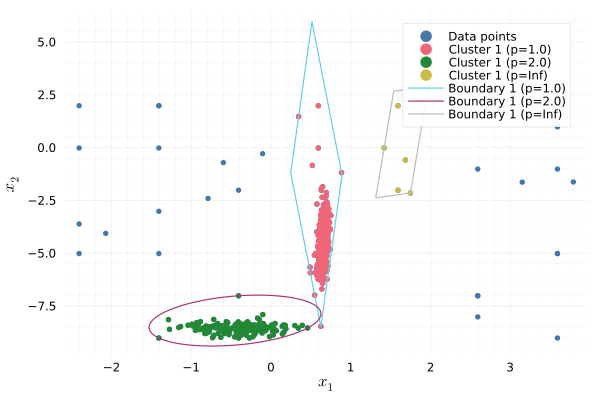 5.0
2.5
0.0
−2.5
−5.0
−7.5
x2
Data points
Cluster 1 (p=1.0)
Cluster 1 (p=2.0)
Cluster 1 (p=Inf)
Boundary 1 (p=1.0)
Boundary 1 (p=2.0)
Boundary 1 (p=Inf)
−2
−1
0
1
2
3
x1